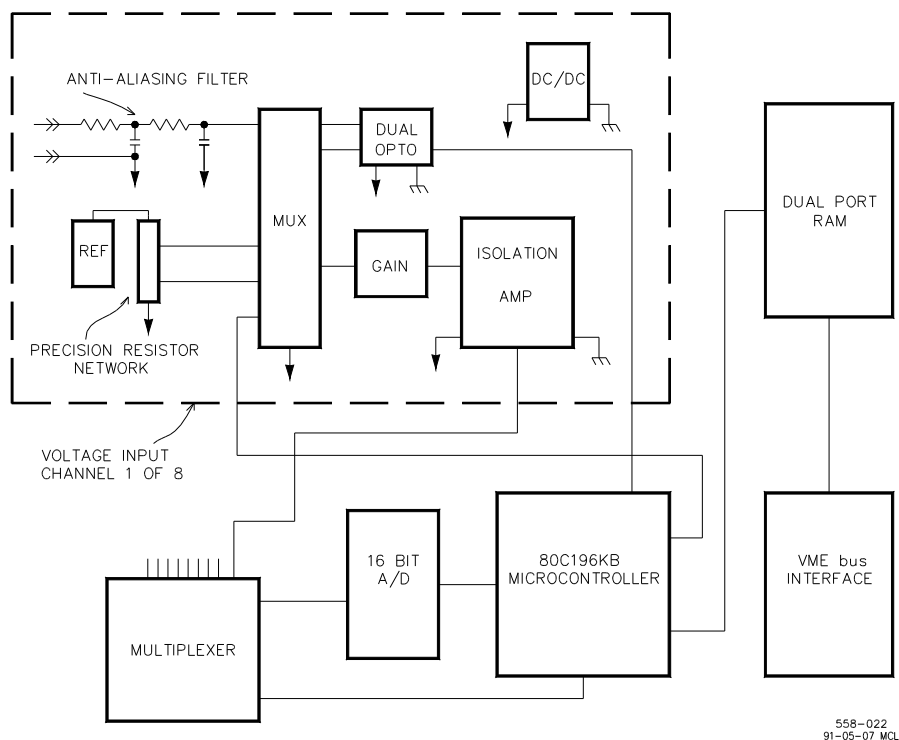 ANTI-ALIASING FILTER
DC/DC
DUAL
OPTO
MUX
DUAL PORT
RAM
REF
GAIN
ISOLATION
AMP
PRECISION RESISTOR
NETWORK
VOLTAGE INPUT
CHANNEL 1 OF 8
16 BIT
A/D
80C196KB
MICROCONTROLLER
VME bus
INTERFACE
MULTIPLEXER
558-022
91-05-07 MCL